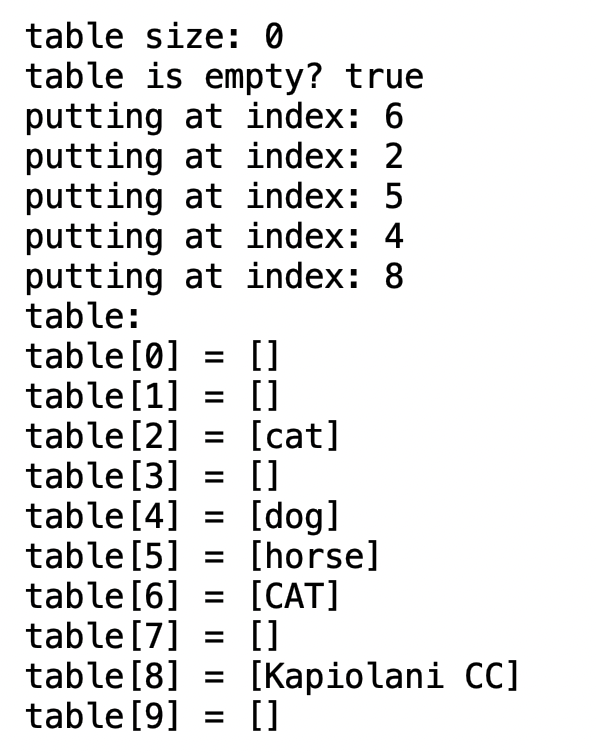 table size: 0
table is empty? true
putting at index: 6
putting at index: 2
putting at index: 5
putting at index: 4
putting at index: 8
table:
table[0] = []
table[1] = []
table[2] = [cat]
table[3] = []
table[4] = [dog]
table[5] = [horse]
table[6] = [CAT]
table[7] = []
table[8] = [Kapiolani CC]
table[9] = []